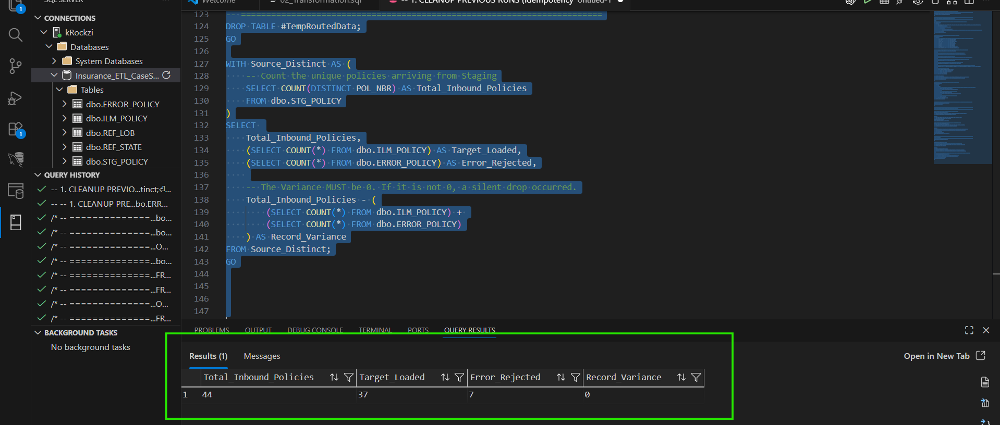 SQL SERVER
Welcome
02_Transformation.sql
-- 1. CLEANUP PREVIOUS RUNS (Idempotency Untitled-1
1
CONNECTIONS
kRockzi
Databases
System Databases
Insurance_ETL_CaseS...
Tables
dbo.ERROR_POLICY
dbo.ILM_POLICY
dbo.REF_LOB
dbo.REF_STATE
dbo.STG_POLICY
1
QUERY HISTORY
-- 1. CLEANUP PREVIO...tinct;⏎...
-- -- 1. CLEANUP PRE...bo.ERR...
/* -- ===============...bo...
/* -- ===============...bo...
/* -- ===============...O...
/* -- ===============...bo...
/* -- ===============...FR...
/* -- ===============...FR...
/* -- ===============...O...
/* -- ===============...FR...
BACKGROUND TASKS
No background tasks
123 -- ========================================================================
124 DROP TABLE #TempRoutedData;
125 GO
126
127 WITH Source_Distinct AS (
128 -- Count the unique policies arriving from Staging
129 SELECT COUNT(DISTINCT POL_NBR) AS Total_Inbound_Policies
130 FROM dbo.STG_POLICY
131 )
132 SELECT
133 Total_Inbound_Policies,
134 (SELECT COUNT(*) FROM dbo.ILM_POLICY) AS Target_Loaded,
135 (SELECT COUNT(*) FROM dbo.ERROR_POLICY) AS Error_Rejected,
136
137 -- The Variance MUST be 0. If it is not 0, a silent drop occurred.
138 Total_Inbound_Policies - (
139 (SELECT COUNT(*) FROM dbo.ILM_POLICY) +
140 (SELECT COUNT(*) FROM dbo.ERROR_POLICY)
141 ) AS Record_Variance
142 FROM Source_Distinct;
143 GO
144
145
146
147
PROBLEMS OUTPUT DEBUG CONSOLE TERMINAL PORTS QUERY RESULTS
Results (1) Messages
Open in New Tab
Total_Inbound_Policies Target_Loaded Error_Rejected Record_Variance
1 44 37 7 0